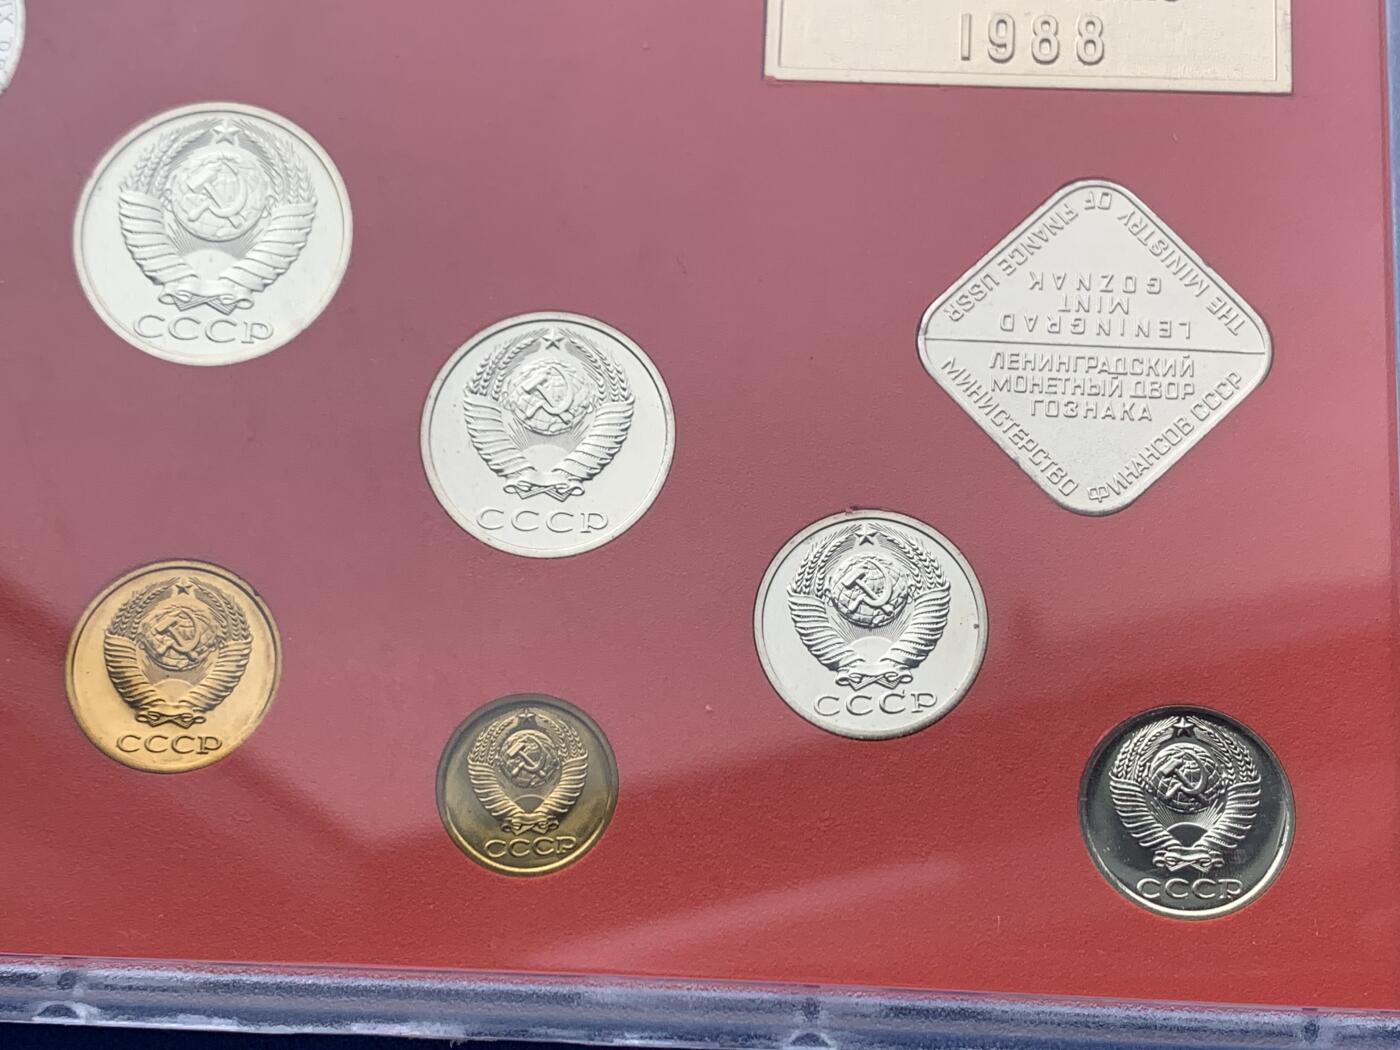 1988
THE MINISTRY OF FINANCE USSR
LENINGRAD
MINT
GOZNAK
ЛЕНИНГРАДСКИЙ
МОНЕТНЫЙ ДВОР
ГОЗНАКА
МИНИСТЕРСТВО ФИНАНСОВ СССР
СССР
СССР
СССР
СССР
СССР
СССР